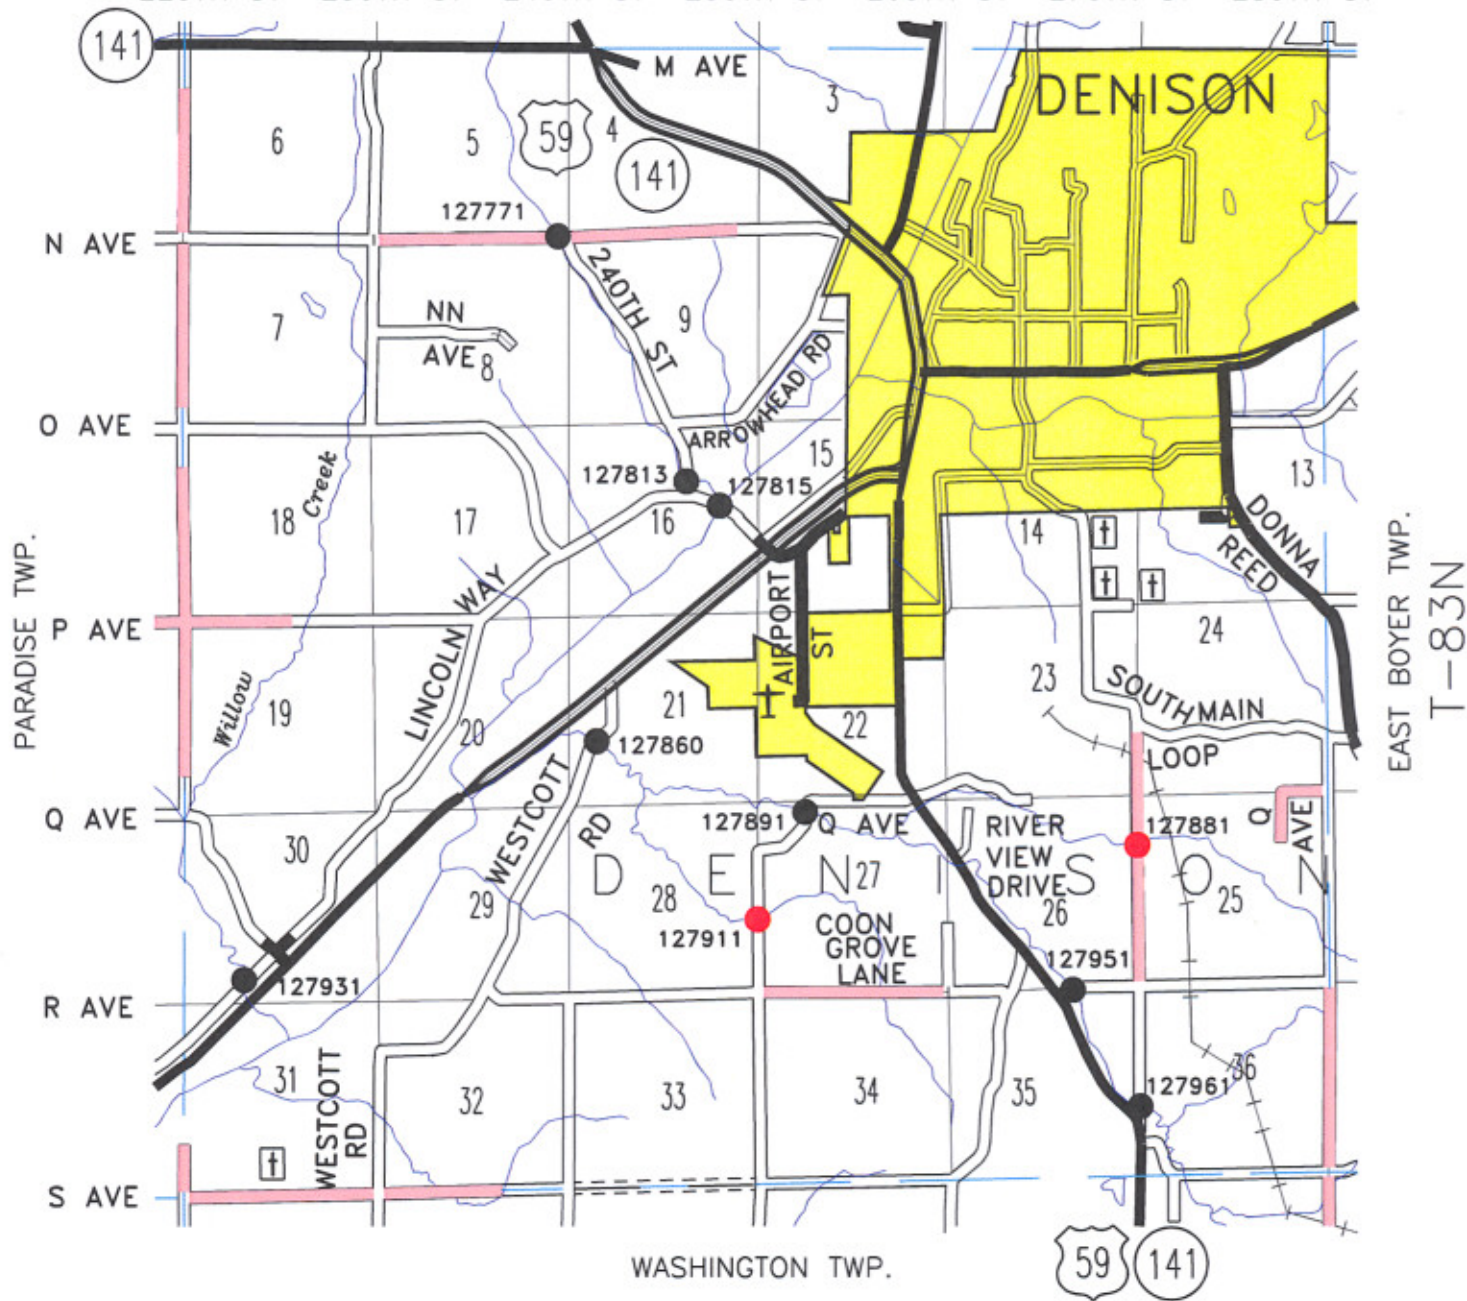 141
M AVE
DENISON
3
6
5
59
4
141
127771
N AVE
240TH ST
7
NN
AVE
8
9
ARROWHEAD RD
O AVE
15
13
127813
127815
Willow Creek
18
17
16
14
DONNA
REED
PARADISE TWP.
EAST BOYER TWP.
T-83N
P AVE
LINCOLN WAY
AIRPORT
ST
24
19
20
21
22
23
SOUTH MAIN
LOOP
127860
Q AVE
WESTCOTT
RD
127891
Q AVE
RIVER
VIEW
DRIVE
127881
Q
AVE
30
29
28
27
26
25
DENISON
127911
COON
GROVE
LANE
127931
127951
R AVE
31
32
33
34
35
36
127961
WESTCOTT
RD
S AVE
WASHINGTON TWP.
59
141